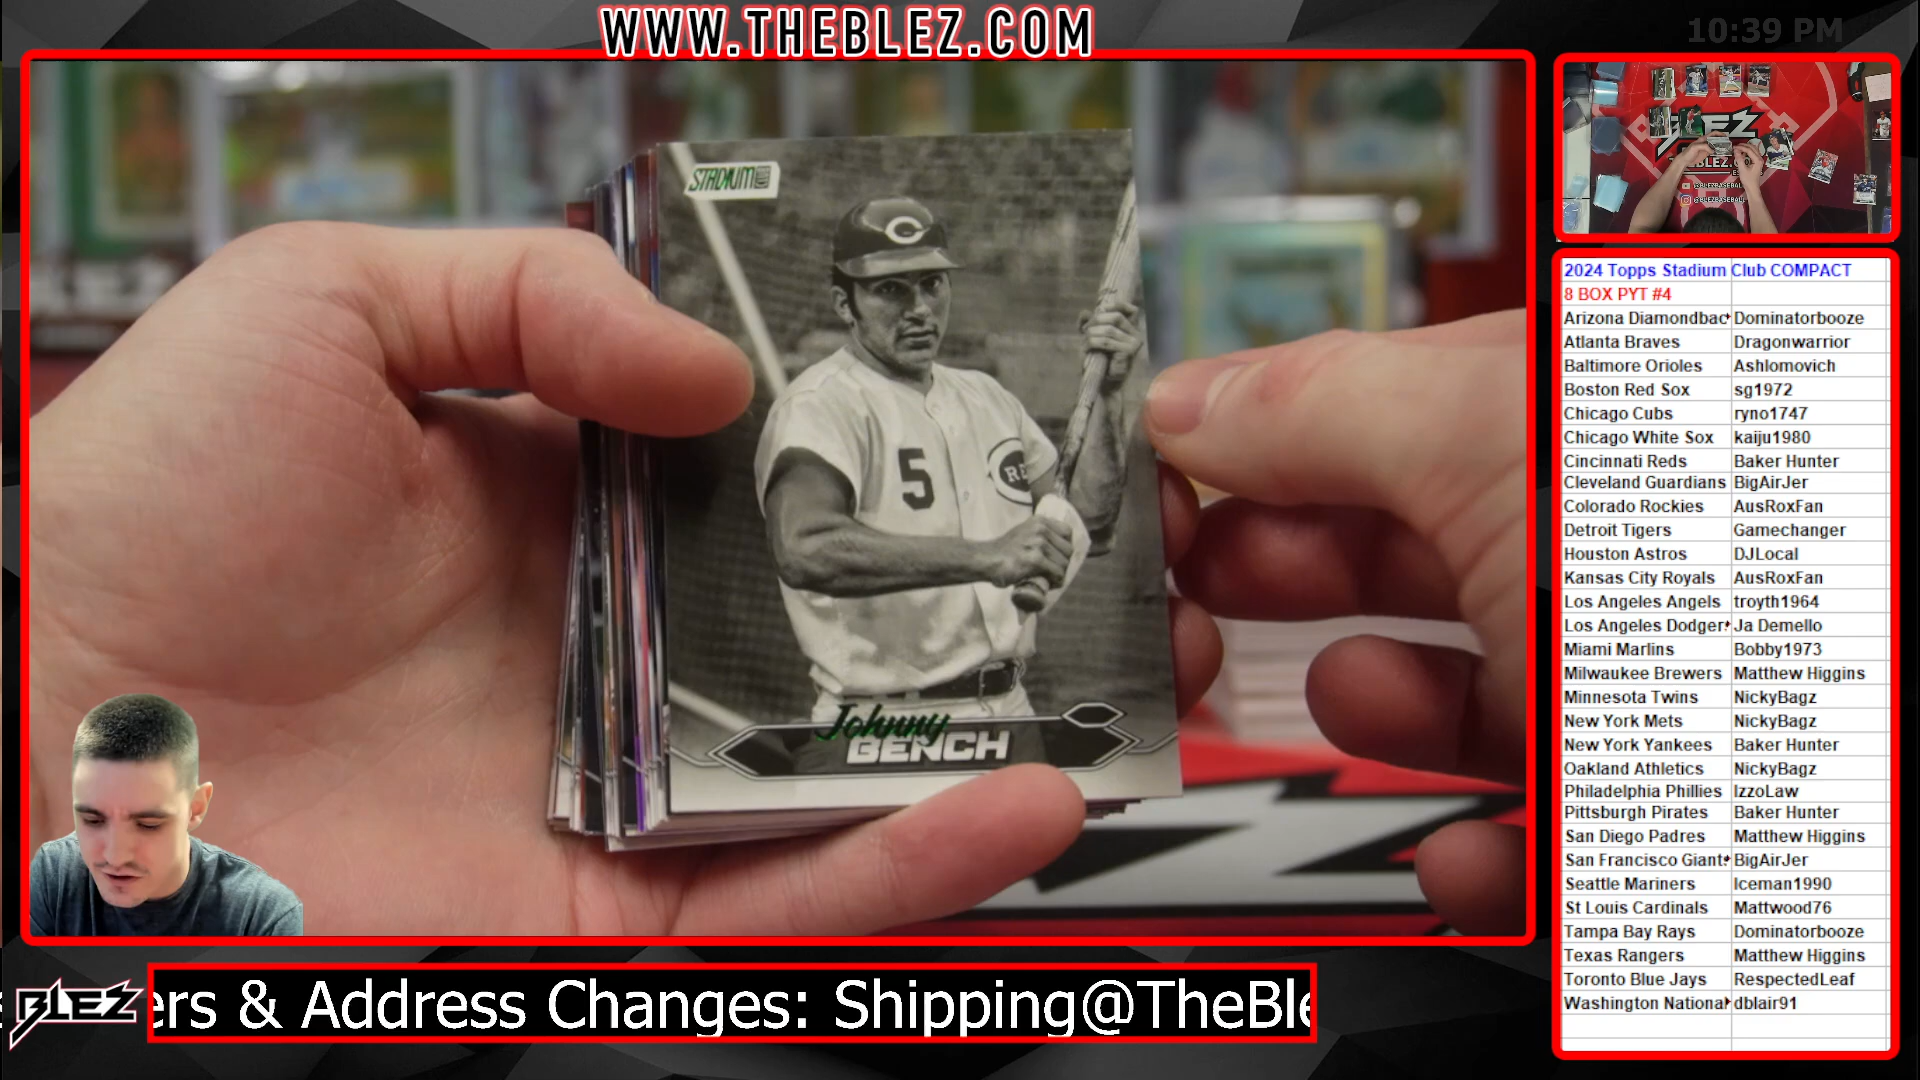 WWW.THEBLEZ.COM
10:39 PM
STADIUM
5
RE
Johnny
BENCH
BLEZ
@BLEZBASEBALL
@BLEZBASEBALL
2024 Topps Stadium Club COMPACT
8 BOX PYT #4
Arizona Diamondbac Dominatorbooze
Atlanta Braves Dragonwarrior
Baltimore Orioles Ashlomovich
Boston Red Sox sg1972
Chicago Cubs ryno1747
Chicago White Sox kaiju1980
Cincinnati Reds Baker Hunter
Cleveland Guardians BigAirJer
Colorado Rockies AusRoxFan
Detroit Tigers Gamechanger
Houston Astros DJLocal
Kansas City Royals AusRoxFan
Los Angeles Angels troyth1964
Los Angeles Dodger Ja Demello
Miami Marlins Bobby1973
Milwaukee Brewers Matthew Higgins
Minnesota Twins NickyBagz
New York Mets NickyBagz
New York Yankees Baker Hunter
Oakland Athletics NickyBagz
Philadelphia Phillies IzzoLaw
Pittsburgh Pirates Baker Hunter
San Diego Padres Matthew Higgins
San Francisco Giant BigAirJer
Seattle Mariners Iceman1990
St Louis Cardinals Mattwood76
Tampa Bay Rays Dominatorbooze
Texas Rangers Matthew Higgins
Toronto Blue Jays RespectedLeaf
Washington Nationa dblair91
BLEZ
ers & Address Changes: Shipping@TheBle